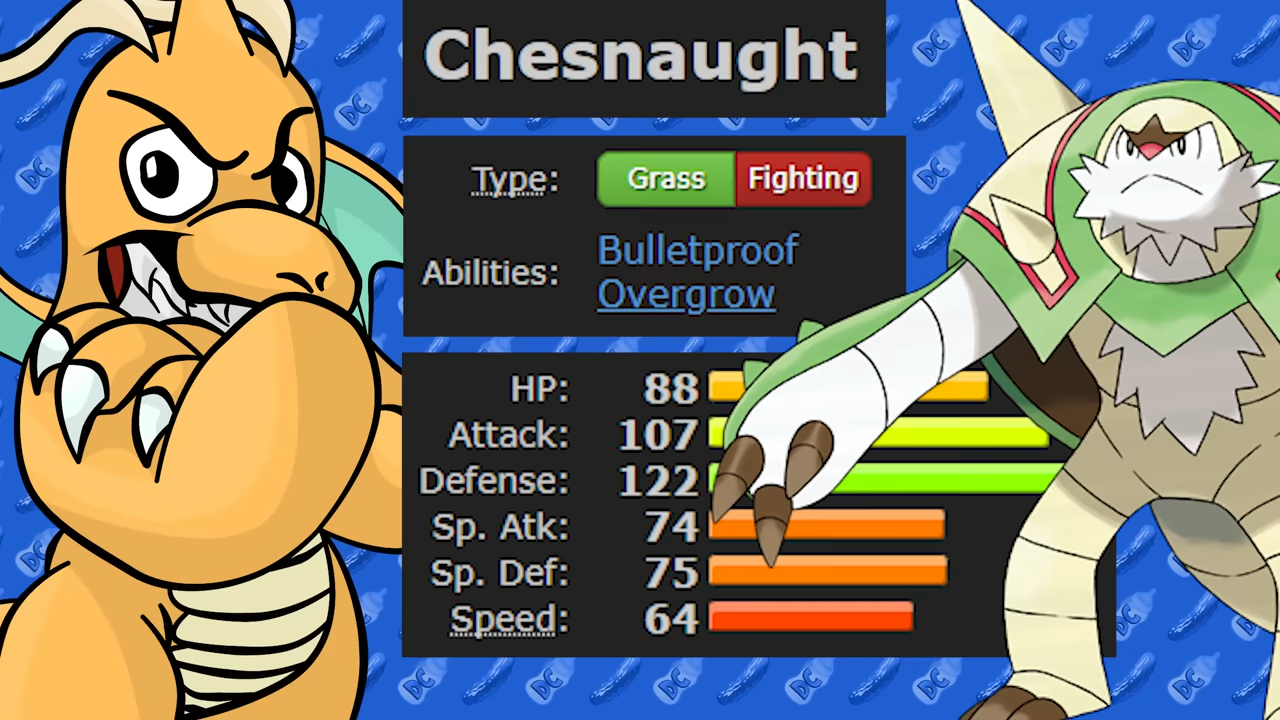 Chesnaught
Type: Grass Fighting
Abilities: Bulletproof
Overgrow
HP: 88
Attack: 107
Defense: 122
Sp. Atk: 74
Sp. Def: 75
Speed: 64
DC